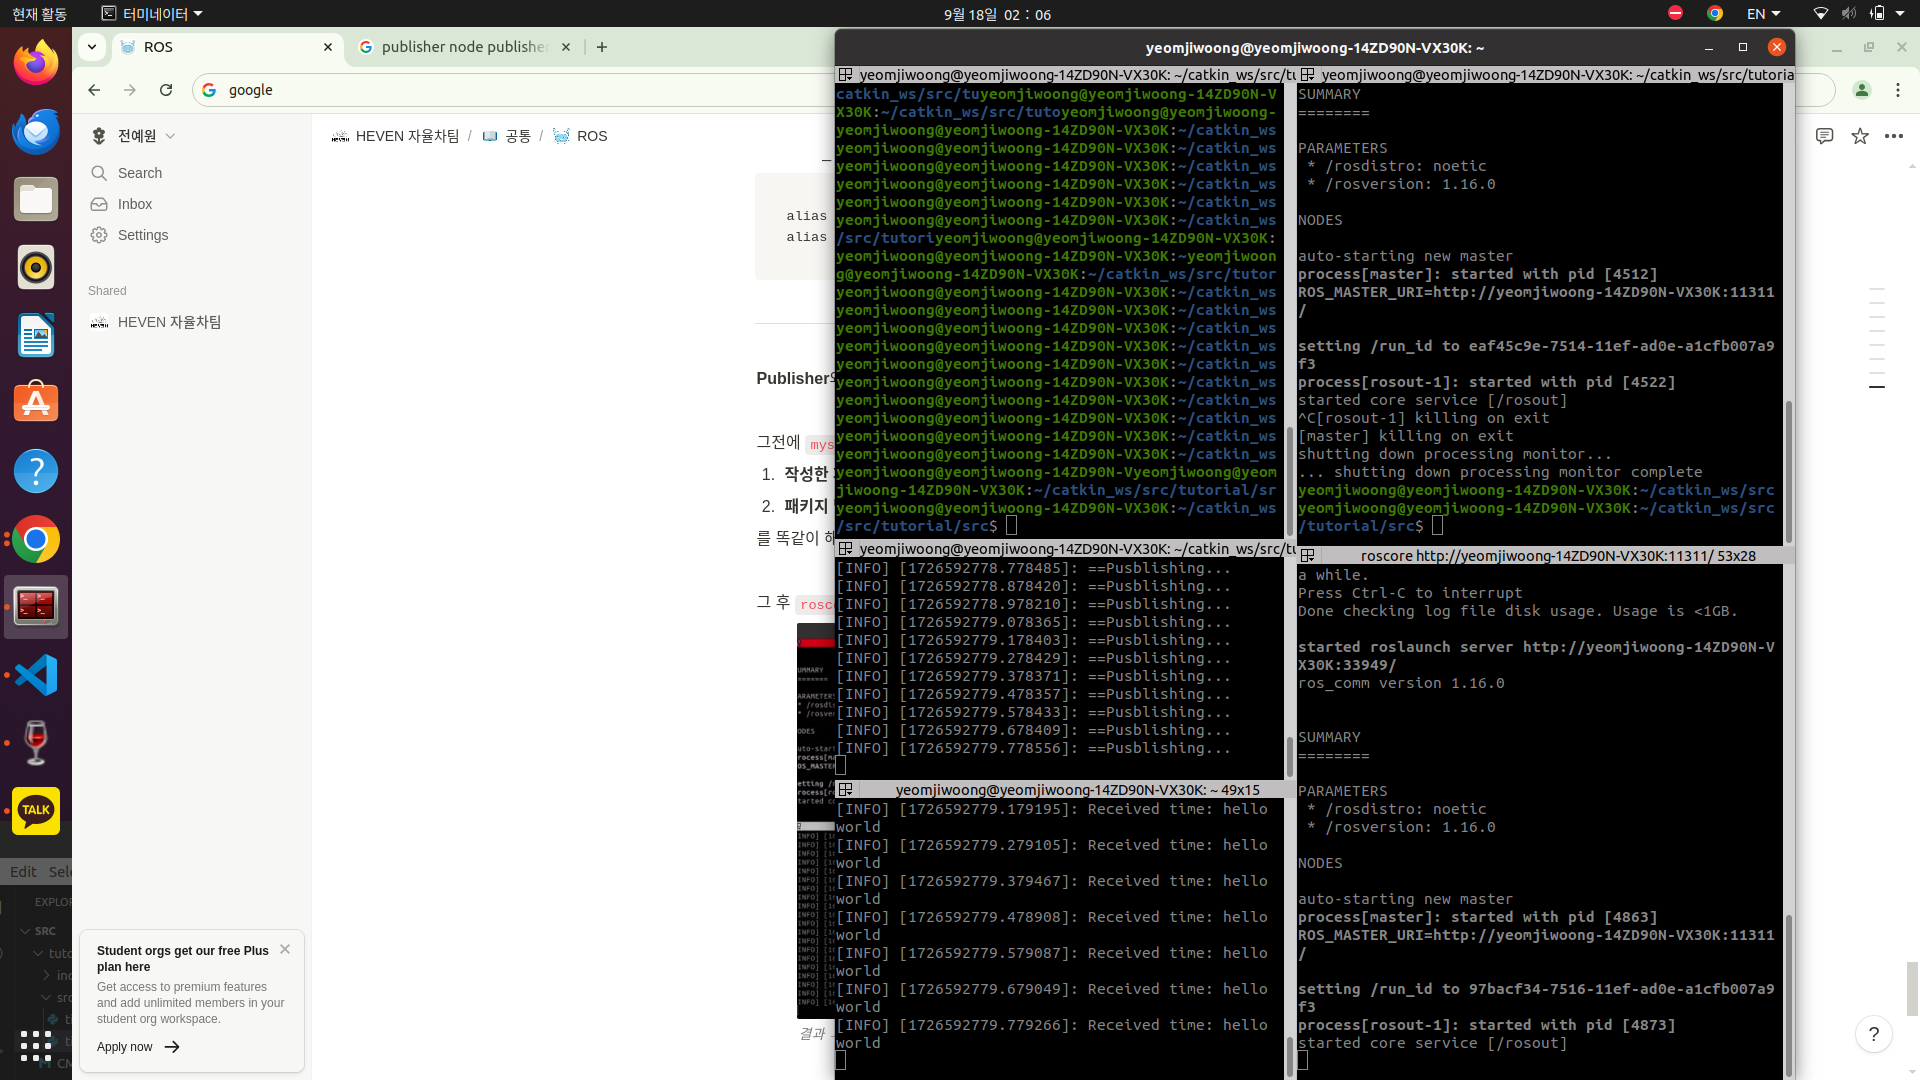 현재 활동
터미네이터
9월 18일 02 : 06
EN
ROS
publisher node publisher
google
전예원
Search
Inbox
Settings
Shared
HEVEN 자율차팀
HEVEN 자율차팀 / 공통 / ROS
alias
alias
Publisher
그전에 mys
1. 작성한
2. 패키지
를 똑같이 해
그 후 rosc
결과
Edit Sele
EXPLOR
SRC
tuto
inc
src
ti
ti
CM
Student orgs get our free Plus
plan here
Get access to premium features
and add unlimited members in your
student org workspace.
Apply now
TALK
?
yeomjiwoong@yeomjiwoong-14ZD90N-VX30K: ~
yeomjiwoong@yeomjiwoong-14ZD90N-VX30K: ~/catkin_ws/src/tu
catkin_ws/src/tuyeomjiwoong@yeomjiwoong-14ZD90N-V
X30K:~/catkin_ws/src/tutoyeomjiwoong@yeomjiwoong-
yeomjiwoong@yeomjiwoong-14ZD90N-VX30K:~/catkin_ws
yeomjiwoong@yeomjiwoong-14ZD90N-VX30K:~/catkin_ws
yeomjiwoong@yeomjiwoong-14ZD90N-VX30K:~/catkin_ws
yeomjiwoong@yeomjiwoong-14ZD90N-VX30K:~/catkin_ws
yeomjiwoong@yeomjiwoong-14ZD90N-VX30K:~/catkin_ws
yeomjiwoong@yeomjiwoong-14ZD90N-VX30K:~/catkin_ws
/src/tutoriyeomjiwoong@yeomjiwoong-14ZD90N-VX30K:
yeomjiwoong@yeomjiwoong-14ZD90N-VX30K:~yeomjiwoon
g@yeomjiwoong-14ZD90N-VX30K:~/catkin_ws/src/tutor
yeomjiwoong@yeomjiwoong-14ZD90N-VX30K:~/catkin_ws
yeomjiwoong@yeomjiwoong-14ZD90N-VX30K:~/catkin_ws
yeomjiwoong@yeomjiwoong-14ZD90N-VX30K:~/catkin_ws
yeomjiwoong@yeomjiwoong-14ZD90N-VX30K:~/catkin_ws
yeomjiwoong@yeomjiwoong-14ZD90N-VX30K:~/catkin_ws
yeomjiwoong@yeomjiwoong-14ZD90N-VX30K:~/catkin_ws
yeomjiwoong@yeomjiwoong-14ZD90N-VX30K:~/catkin_ws
yeomjiwoong@yeomjiwoong-14ZD90N-VX30K:~/catkin_ws
yeomjiwoong@yeomjiwoong-14ZD90N-VX30K:~/catkin_ws
yeomjiwoong@yeomjiwoong-14ZD90N-VX30K:~/catkin_ws
yeomjiwoong@yeomjiwoong-14ZD90N-Vyeomjiwoong@yeom
jiwoong-14ZD90N-VX30K:~/catkin_ws/src/tutorial/sr
yeomjiwoong@yeomjiwoong-14ZD90N-VX30K:~/catkin_ws
/src/tutorial/src$
yeomjiwoong@yeomjiwoong-14ZD90N-VX30K: ~/catkin_ws/src/tu
[INFO] [1726592778.778485]: ==Pusblishing...
[INFO] [1726592778.878420]: ==Pusblishing...
[INFO] [1726592778.978210]: ==Pusblishing...
[INFO] [1726592779.078365]: ==Pusblishing...
[INFO] [1726592779.178403]: ==Pusblishing...
[INFO] [1726592779.278429]: ==Pusblishing...
[INFO] [1726592779.378371]: ==Pusblishing...
[INFO] [1726592779.478357]: ==Pusblishing...
[INFO] [1726592779.578433]: ==Pusblishing...
[INFO] [1726592779.678409]: ==Pusblishing...
[INFO] [1726592779.778556]: ==Pusblishing...
yeomjiwoong@yeomjiwoong-14ZD90N-VX30K: ~ 49x15
[INFO] [1726592779.179195]: Received time: hello
world
[INFO] [1726592779.279105]: Received time: hello
world
[INFO] [1726592779.379467]: Received time: hello
world
[INFO] [1726592779.478908]: Received time: hello
world
[INFO] [1726592779.579087]: Received time: hello
world
[INFO] [1726592779.679049]: Received time: hello
world
[INFO] [1726592779.779266]: Received time: hello
world
yeomjiwoong@yeomjiwoong-14ZD90N-VX30K: ~/catkin_ws/src/tutoria
SUMMARY
========
PARAMETERS
* /rosdistro: noetic
* /rosversion: 1.16.0
NODES
auto-starting new master
process[master]: started with pid [4512]
ROS_MASTER_URI=http://yeomjiwoong-14ZD90N-VX30K:11311
/
setting /run_id to eaf45c9e-7514-11ef-ad0e-a1cfb007a9
f3
process[rosout-1]: started with pid [4522]
started core service [/rosout]
^C[rosout-1] killing on exit
[master] killing on exit
shutting down processing monitor...
... shutting down processing monitor complete
yeomjiwoong@yeomjiwoong-14ZD90N-VX30K:~/catkin_ws/src
yeomjiwoong@yeomjiwoong-14ZD90N-VX30K:~/catkin_ws/src
/tutorial/src$
roscore http://yeomjiwoong-14ZD90N-VX30K:11311/ 53x28
a while.
Press Ctrl-C to interrupt
Done checking log file disk usage. Usage is <1GB.
started roslaunch server http://yeomjiwoong-14ZD90N-V
X30K:33949/
ros_comm version 1.16.0
SUMMARY
========
PARAMETERS
* /rosdistro: noetic
* /rosversion: 1.16.0
NODES
auto-starting new master
process[master]: started with pid [4863]
ROS_MASTER_URI=http://yeomjiwoong-14ZD90N-VX30K:11311
/
setting /run_id to 97bacf34-7516-11ef-ad0e-a1cfb007a9
f3
process[rosout-1]: started with pid [4873]
started core service [/rosout]